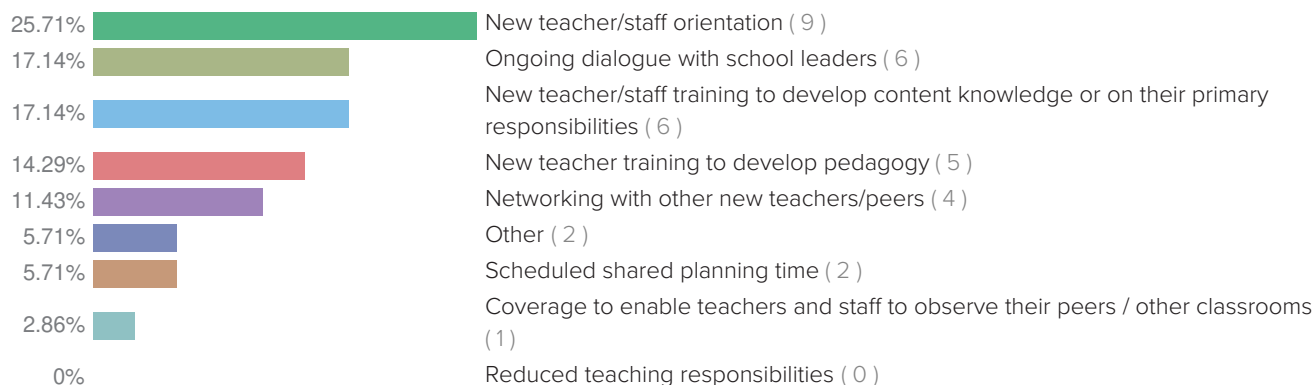 25.71% New teacher/staff orientation ( 9 )
17.14% Ongoing dialogue with school leaders ( 6 )
New teacher/staff training to develop content knowledge or on their primary
17.14% responsibilities ( 6 )
14.29% New teacher training to develop pedagogy ( 5 )
11.43% Networking with other new teachers/peers ( 4 )
5.71% Other ( 2 )
5.71% Scheduled shared planning time ( 2 )
Coverage to enable teachers and staff to observe their peers / other classrooms
2.86% ( 1 )
0% Reduced teaching responsibilities ( 0 )